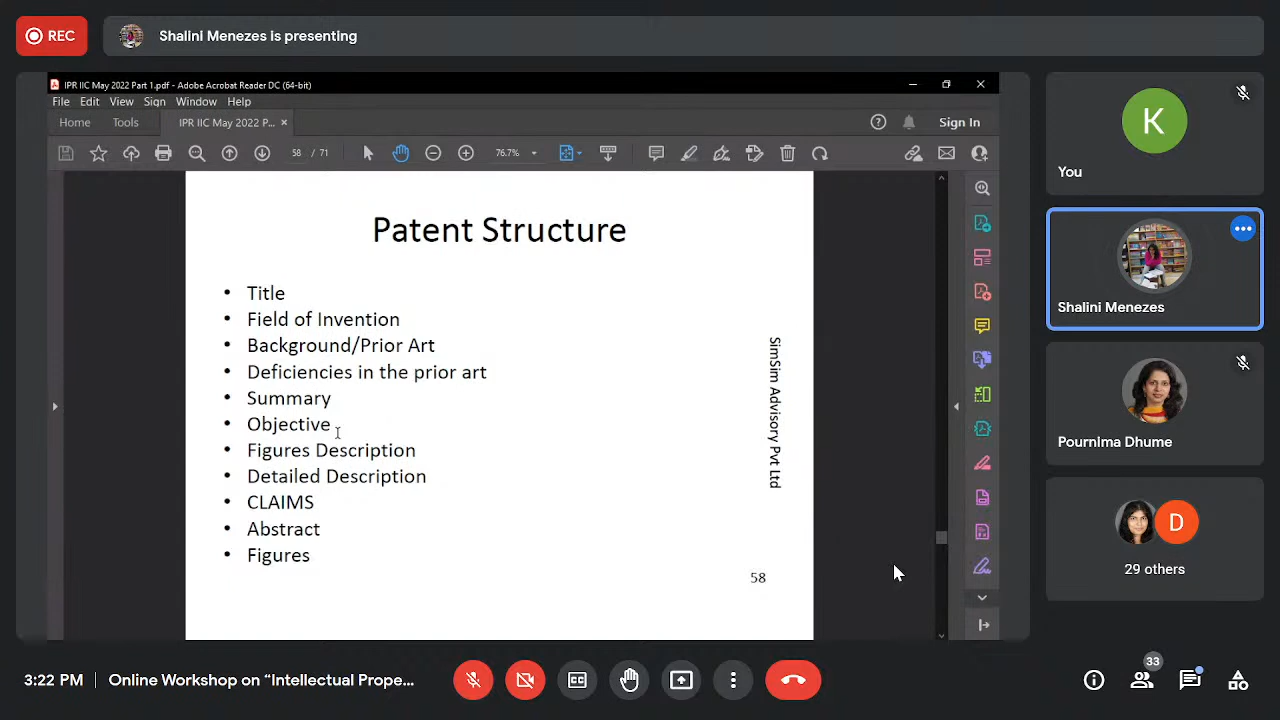 REC
Shalini Menezes is presenting
IPR IIC May 2022 Part 1.pdf - Adobe Acrobat Reader DC (64-bit)
File Edit View Sign Window Help
Home Tools IPR IIC May 2022 P... ×
Sign In
58 / 71
76.7%
Patent Structure
• Title
• Field of Invention
• Background/Prior Art
• Deficiencies in the prior art
• Summary
• Objective
• Figures Description
• Detailed Description
• CLAIMS
• Abstract
• Figures
SimSim Advisory Pvt Ltd
58
K
You
Shalini Menezes
Pournima Dhume
D
29 others
3:22 PM | Online Workshop on “Intellectual Prope...
33